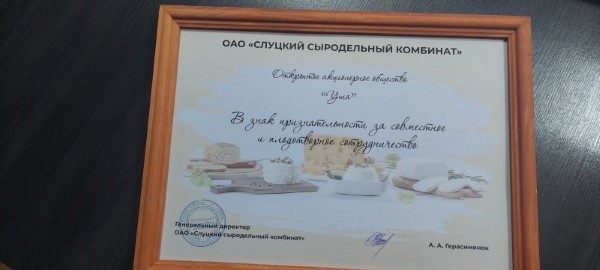 ОАО «СЛУЦКИЙ СЫРОДЕЛЬНЫЙ КОМБИНАТ»
Открытое акционерное общество
"Уша"
В знак признательности за совместное
и плодотворное сотрудничество
Генеральный директор
ОАО «Слуцкий сыродельный комбинат»
А. А. Герасименок